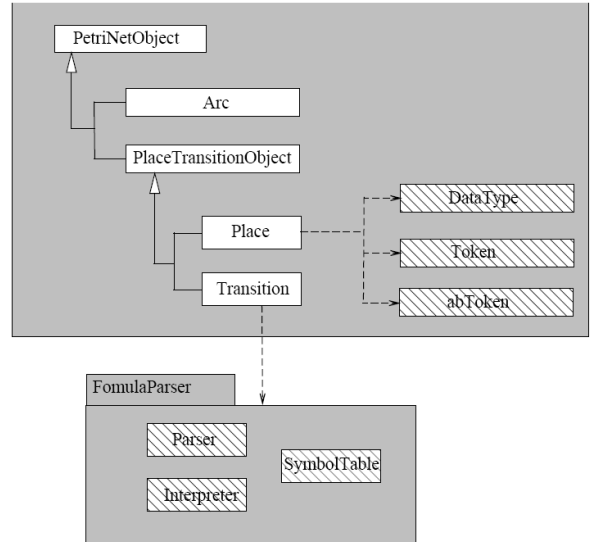 PetriNetObject
Arc
PlaceTransitionObject
DataType
Place
Token
Transition
abToken
FomulaParser
Parser
SymbolTable
Interpreter